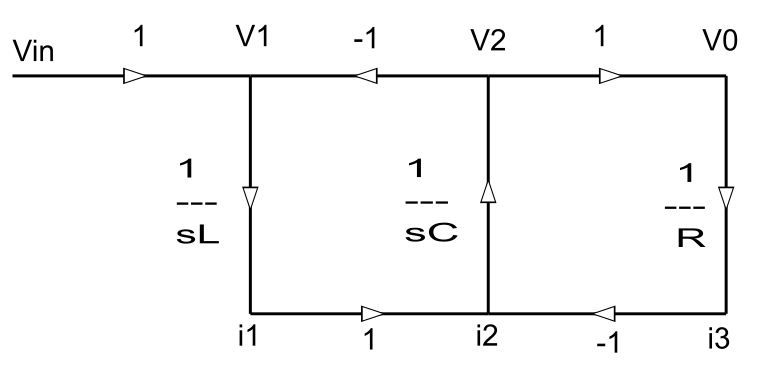 Vin 1 V1 -1 V2 1 V0
1 1 1
--- --- ---
sL sC R
i1 1 i2 -1 i3